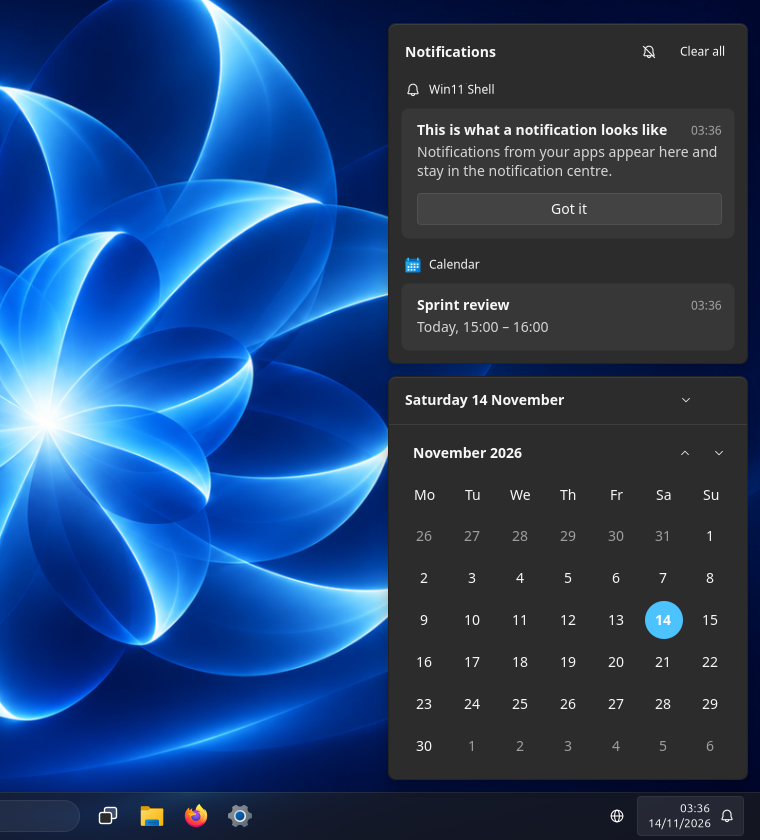 Notifications
Clear all
Win11 Shell
This is what a notification looks like 03:36
Notifications from your apps appear here and
stay in the notification centre.
Got it
Calendar
Sprint review 03:36
Today, 15:00 – 16:00
Saturday 14 November
November 2026
Mo Tu We Th Fr Sa Su
26 27 28 29 30 31 1
2 3 4 5 6 7 8
9 10 11 12 13 14 15
16 17 18 19 20 21 22
23 24 25 26 27 28 29
30 1 2 3 4 5 6
03:36
14/11/2026